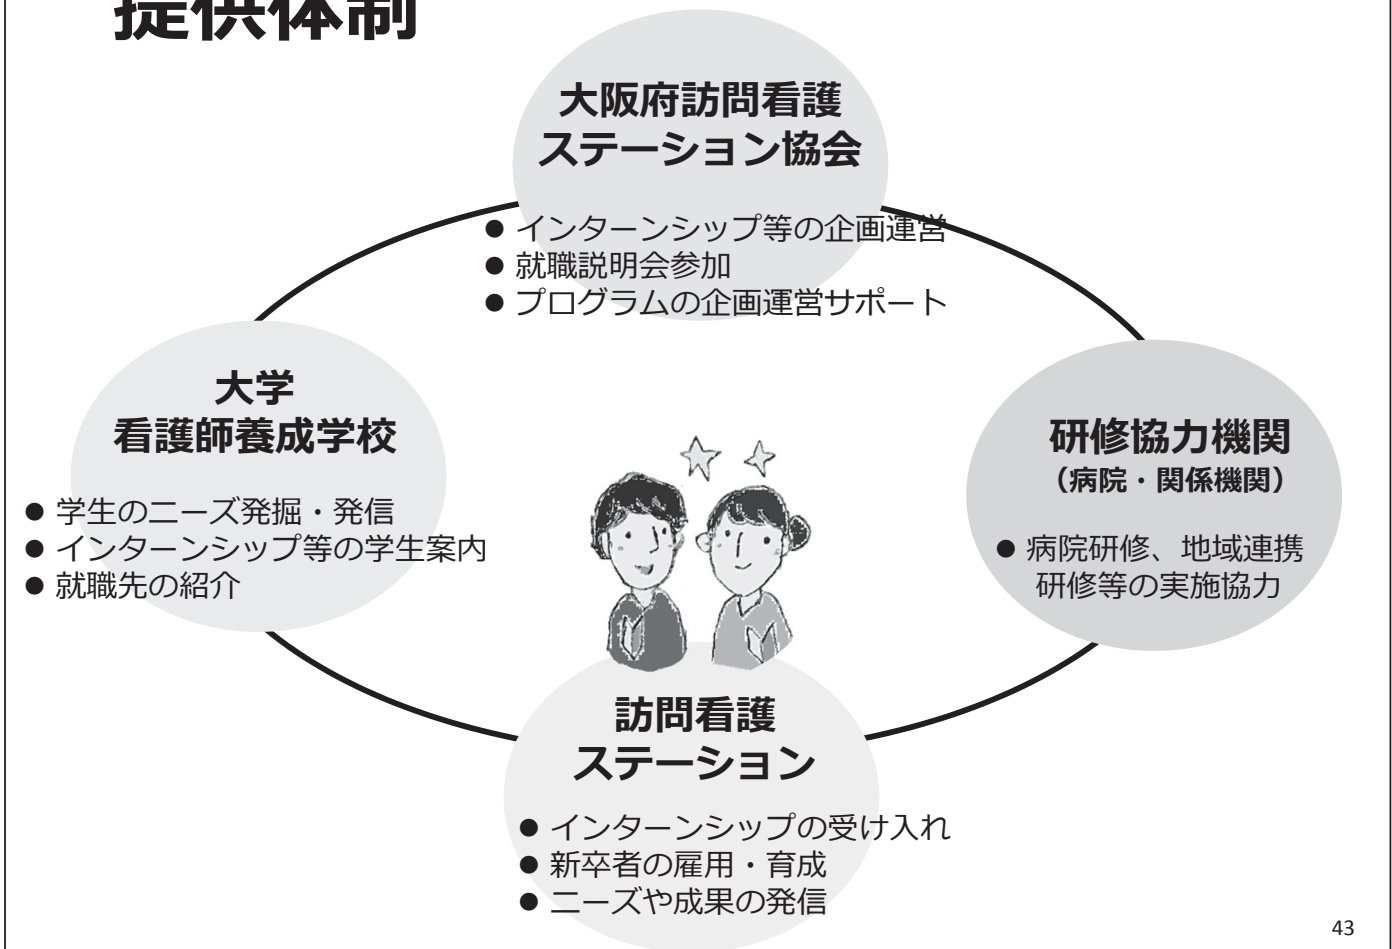 提供体制
大阪府訪問看護
ステーション協会
● インターンシップ等の企画運営
● 就職説明会参加
● プログラムの企画運営サポート
大学
看護師養成学校
● 学生のニーズ発掘・発信
● インターンシップ等の学生案内
● 就職先の紹介
研修協力機関
（病院・関係機関）
● 病院研修、地域連携
研修等の実施協力
訪問看護
ステーション
● インターンシップの受け入れ
● 新卒者の雇用・育成
● ニーズや成果の発信
43